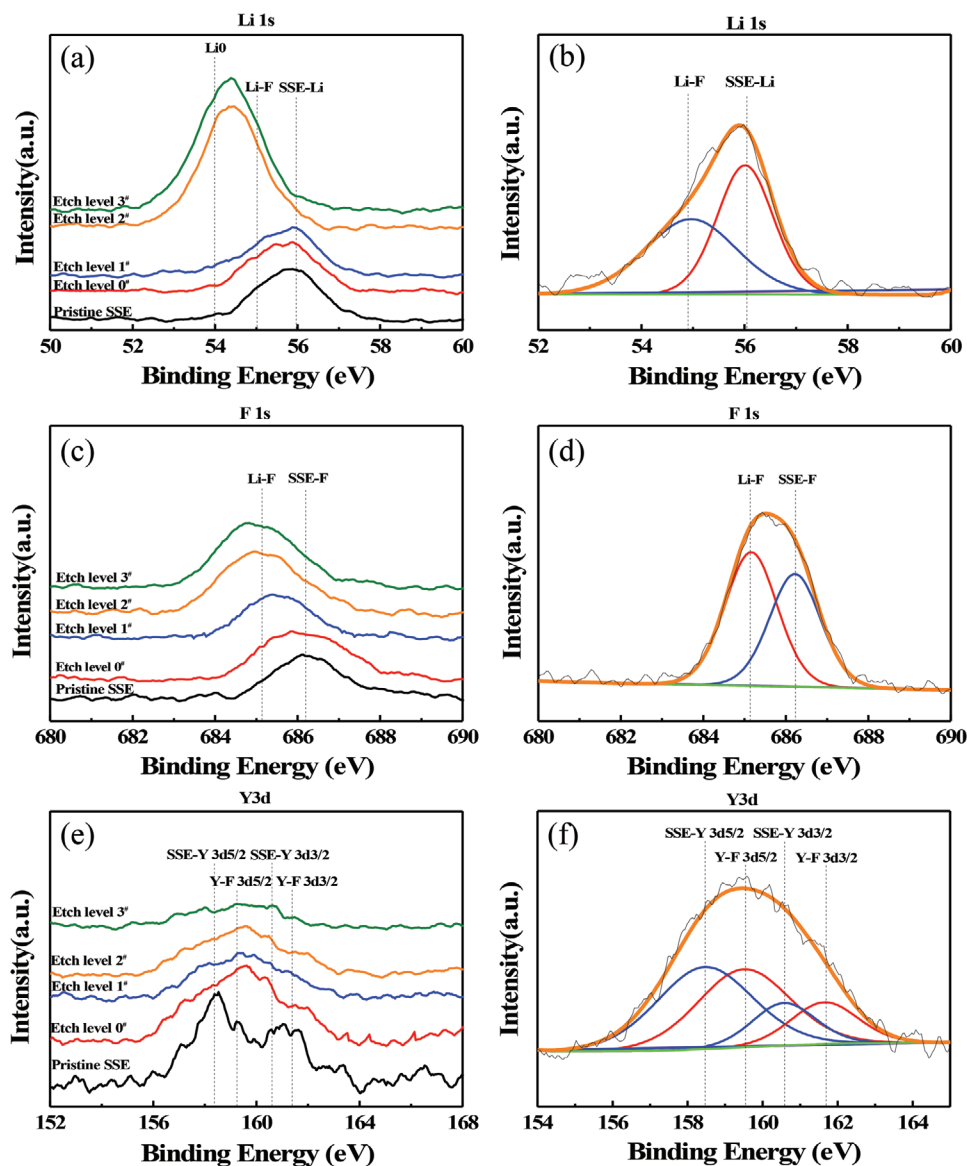 Li 1s
(a)
Li0
Li-F SSE-Li
Intensity(a.u.)
Etch level 3#
Etch level 2#
Etch level 1#
Etch level 0#
Pristine SSE
50 52 54 56 58 60
Binding Energy (eV)
Li 1s
(b)
Li-F SSE-Li
Intensity(a.u.)
52 54 56 58 60
Binding Energy (eV)
F 1s
(c)
Li-F SSE-F
Intensity(a.u.)
Etch level 3#
Etch level 2#
Etch level 1#
Etch level 0#
Pristine SSE
680 682 684 686 688 690
Binding Energy (eV)
F 1s
(d)
Li-F SSE-F
Intensity(a.u.)
680 682 684 686 688 690
Binding Energy (eV)
Y3d
(e)
SSE-Y 3d5/2 SSE-Y 3d3/2
Y-F 3d5/2 Y-F 3d3/2
Intensity(a.u.)
Etch level 3#
Etch level 2#
Etch level 1#
Etch level 0#
Pristine SSE
152 156 160 164 168
Binding Energy (eV)
Y3d
(f)
SSE-Y 3d5/2 SSE-Y 3d3/2
Y-F 3d5/2 Y-F 3d3/2
Intensity(a.u.)
154 156 158 160 162 164
Binding Energy (eV)